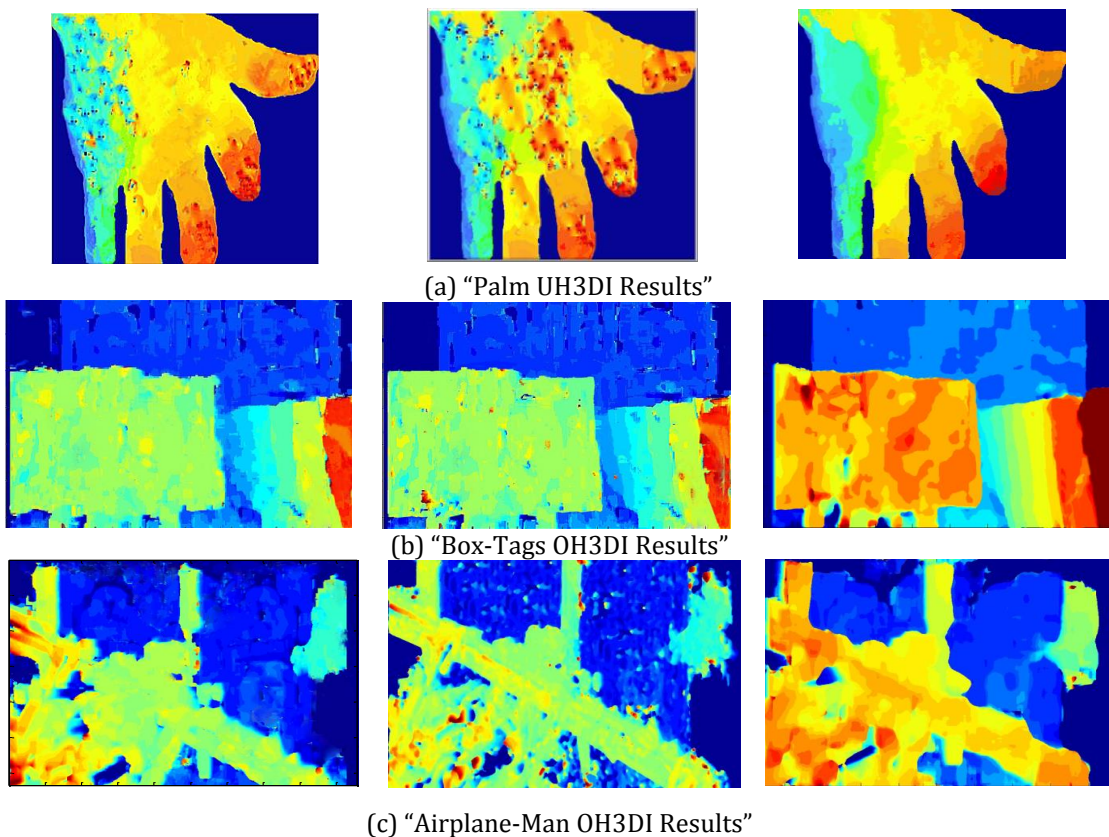 (a) “Palm UH3DI Results”
(b) “Box-Tags OH3DI Results”
(c) “Airplane-Man OH3DI Results”